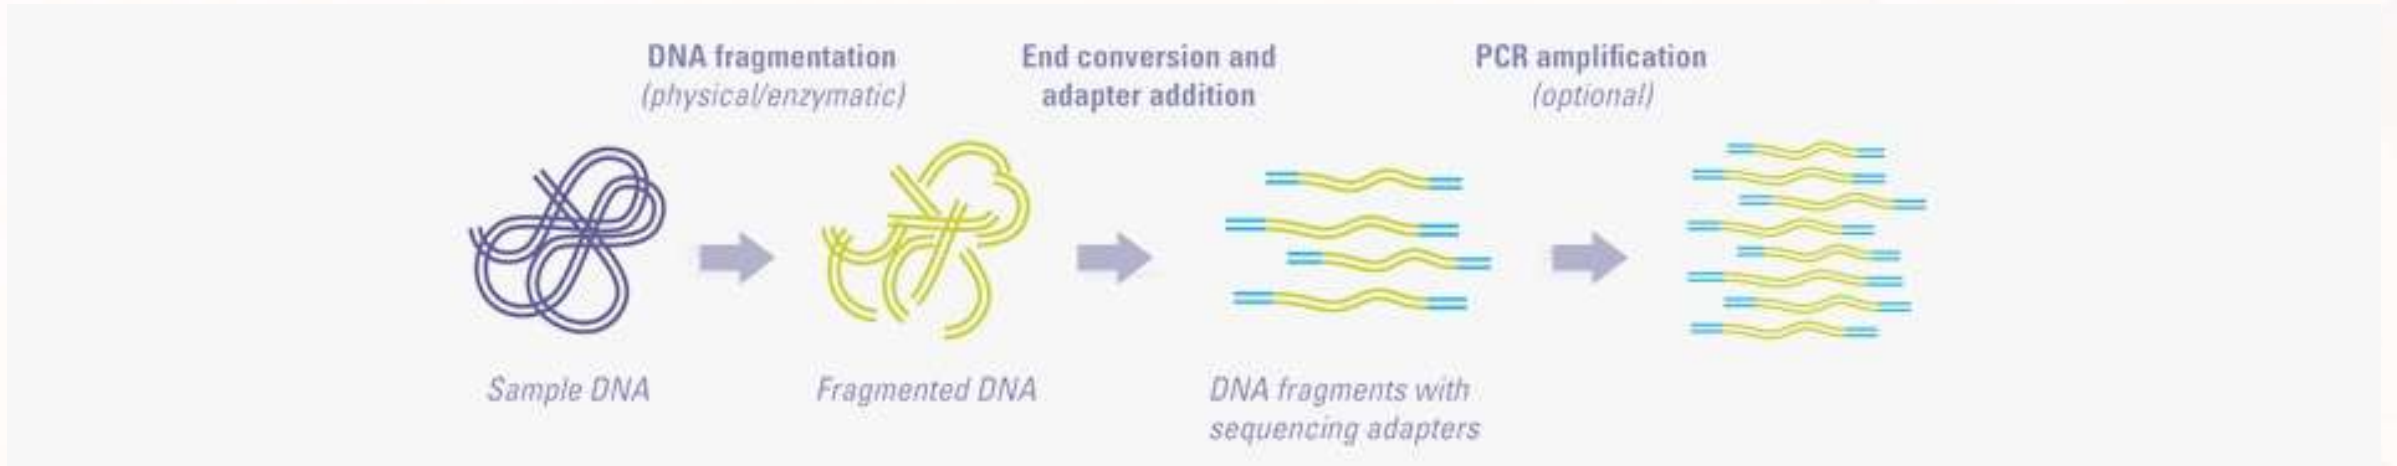 DNA fragmentation
(physical/enzymatic)
End conversion and
adapter addition
PCR amplification
(optional)
Sample DNA
Fragmented DNA
DNA fragments with
sequencing adapters